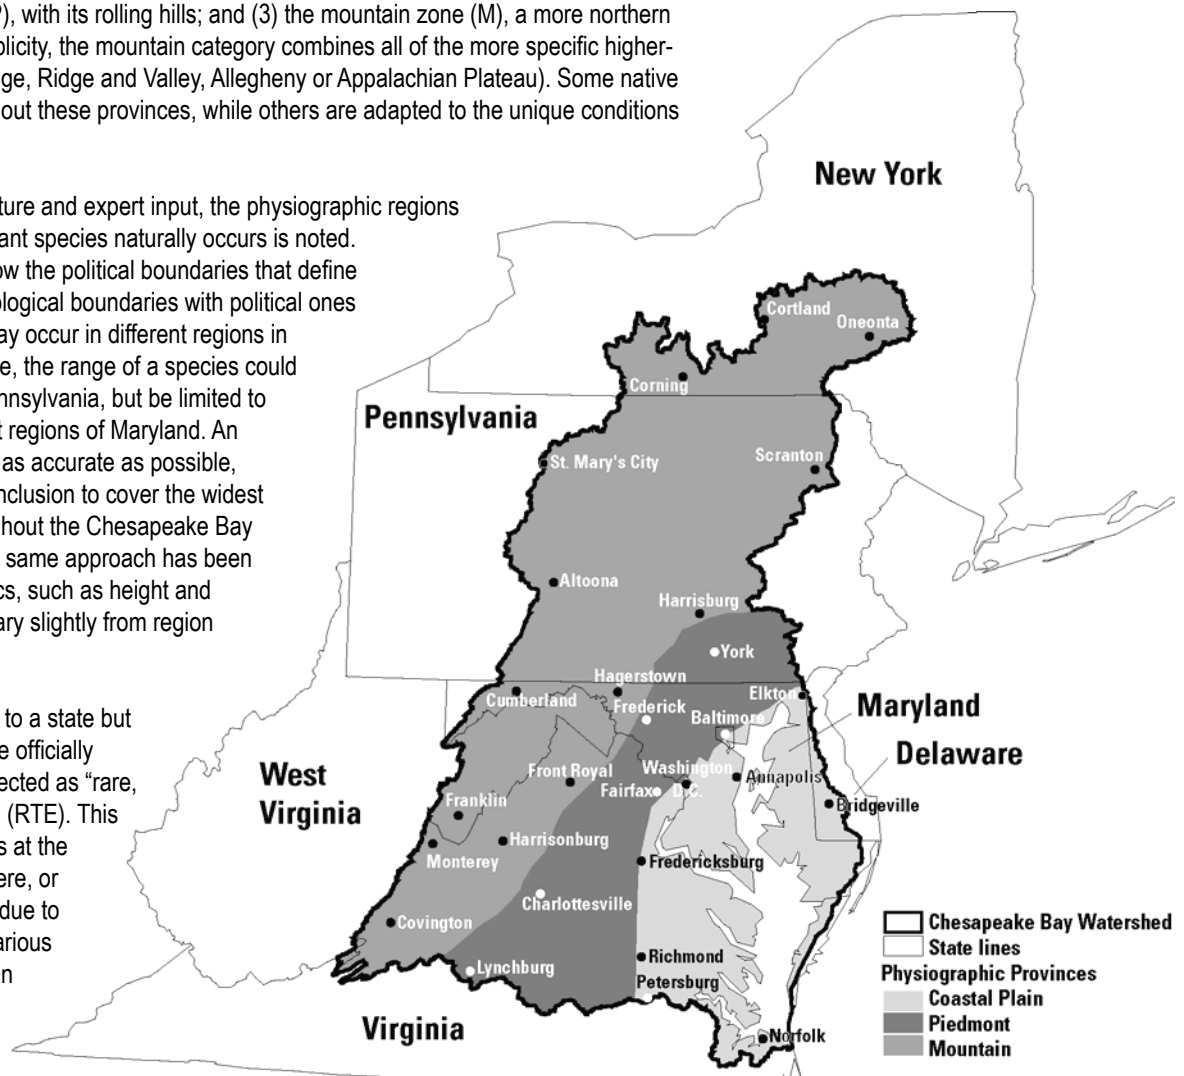 P), with its rolling hills; and (3) the mountain zone (M), a more northern
plicity, the mountain category combines all of the more specific higher-
ge, Ridge and Valley, Allegheny or Appalachian Plateau). Some native
out these provinces, while others are adapted to the unique conditions
ture and expert input, the physiographic regions
ant species naturally occurs is noted.
ow the political boundaries that define
ological boundaries with political ones
ay occur in different regions in
e, the range of a species could
nnsylvania, but be limited to
t regions of Maryland. An
as accurate as possible,
nclusion to cover the widest
hout the Chesapeake Bay
same approach has been
cs, such as height and
ary slightly from region
to a state but
e officially
ected as “rare,
(RTE). This
s at the
ere, or
due to
arious
an
New York
Cortland
Oneonta
Corning
Pennsylvania
St. Mary's City
Scranton
Altoona
Harrisburg
York
Hagerstown
Cumberland
Elkton
Frederick
Baltimore
Maryland
Delaware
West
Virginia
Front Royal
Washington
D.C.
Annapolis
Fairfax
Franklin
Bridgeville
Harrisonburg
Monterey
Fredericksburg
Charlottesville
Covington
Richmond
Lynchburg
Petersburg
Virginia
Norfolk
Chesapeake Bay Watershed
State lines
Physiographic Provinces
Coastal Plain
Piedmont
Mountain